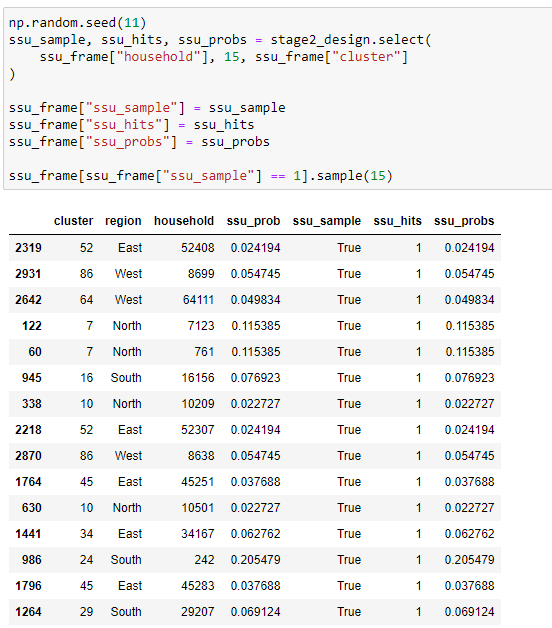 np.random.seed(11)
ssu_sample, ssu_hits, ssu_probs = stage2_design.select(
    ssu_frame["household"], 15, ssu_frame["cluster"]
)
ssu_frame["ssu_sample"] = ssu_sample
ssu_frame["ssu_hits"] = ssu_hits
ssu_frame["ssu_probs"] = ssu_probs
ssu_frame[ssu_frame["ssu_sample"] == 1].sample(15)
cluster region household ssu_prob ssu_sample ssu_hits ssu_probs
2319 52 East 52408 0.024194 True 1 0.024194
2931 86 West 8699 0.054745 True 1 0.054745
2642 64 West 64111 0.049834 True 1 0.049834
122 7 North 7123 0.115385 True 1 0.115385
60 7 North 761 0.115385 True 1 0.115385
945 16 South 16156 0.076923 True 1 0.076923
338 10 North 10209 0.022727 True 1 0.022727
2218 52 East 52307 0.024194 True 1 0.024194
2870 86 West 8638 0.054745 True 1 0.054745
1764 45 East 45251 0.037688 True 1 0.037688
630 10 North 10501 0.022727 True 1 0.022727
1441 34 East 34167 0.062762 True 1 0.062762
986 24 South 242 0.205479 True 1 0.205479
1796 45 East 45283 0.037688 True 1 0.037688
1264 29 South 29207 0.069124 True 1 0.069124